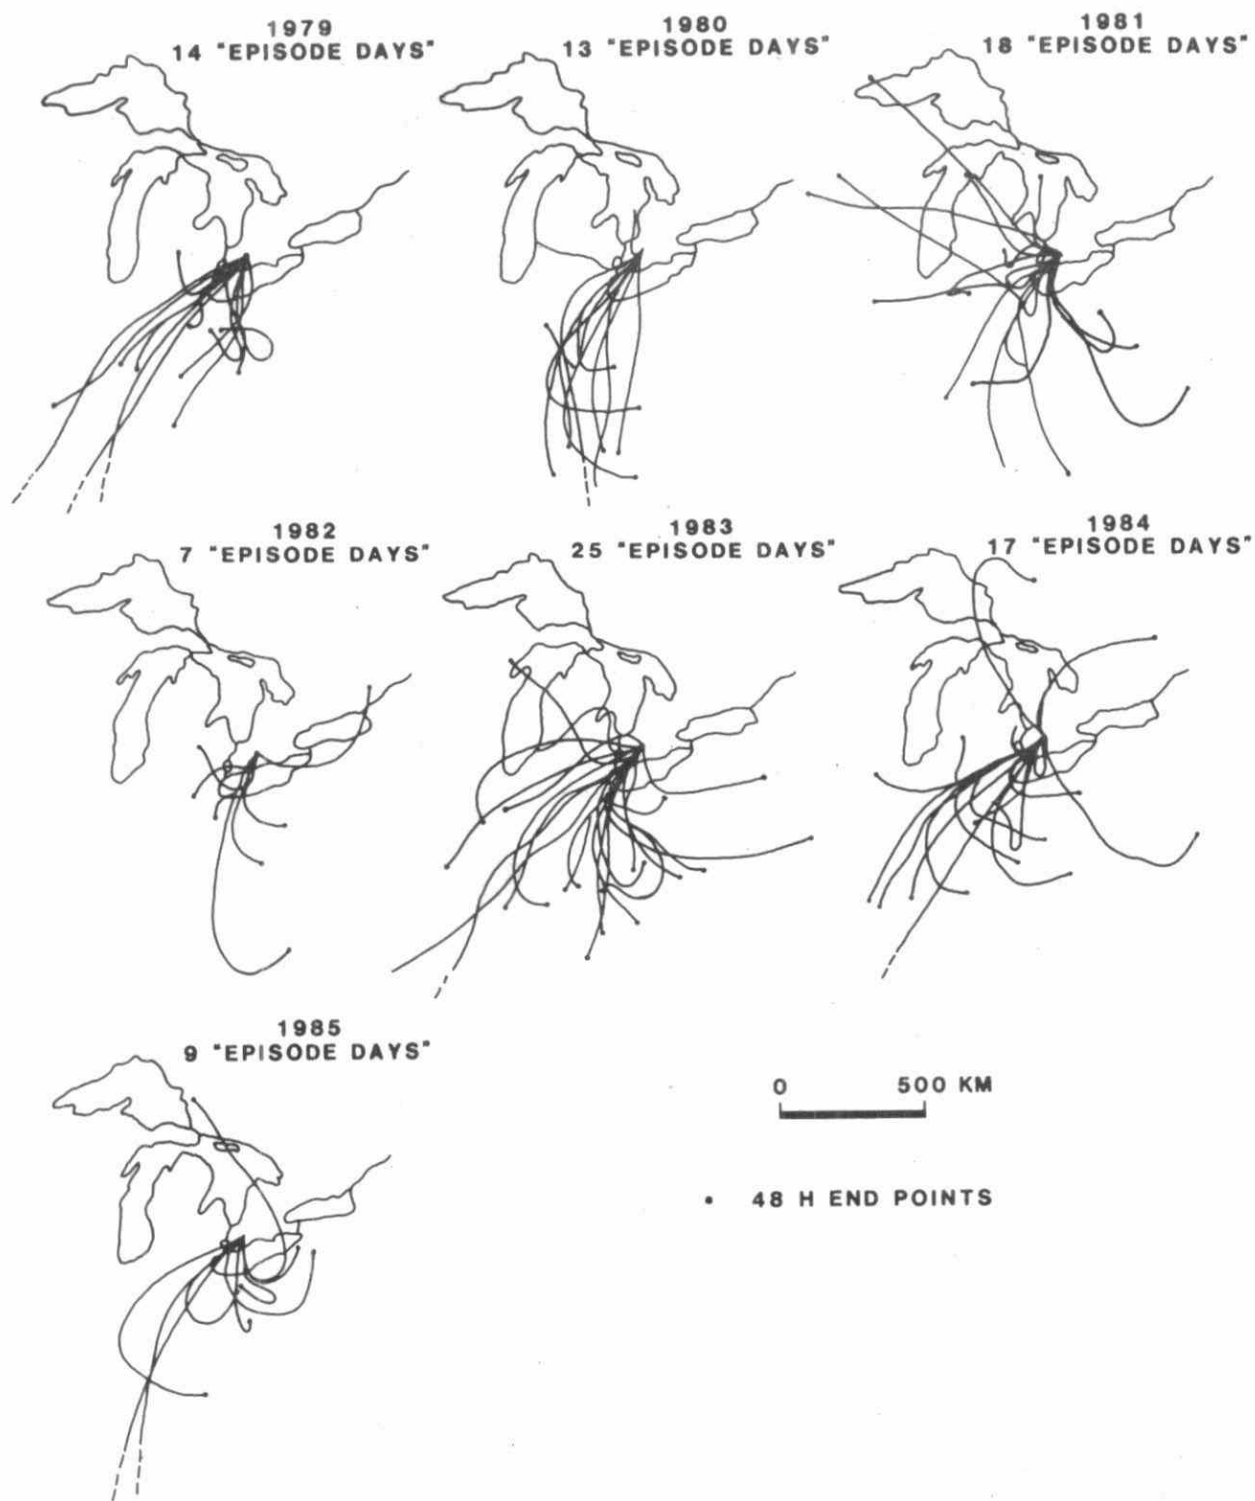 1979
14 "EPISODE DAYS"
1980
13 "EPISODE DAYS"
1981
18 "EPISODE DAYS"
1982
7 "EPISODE DAYS"
1983
25 "EPISODE DAYS"
1984
17 "EPISODE DAYS"
1985
9 "EPISODE DAYS"
0 500 KM
• 48 H END POINTS